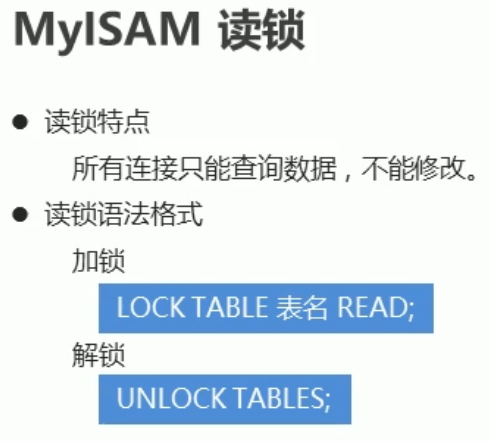 MyISAM 读锁
● 读锁特点
所有连接只能查询数据，不能修改。
● 读锁语法格式
加锁
LOCK TABLE 表名 READ;
解锁
UNLOCK TABLES;